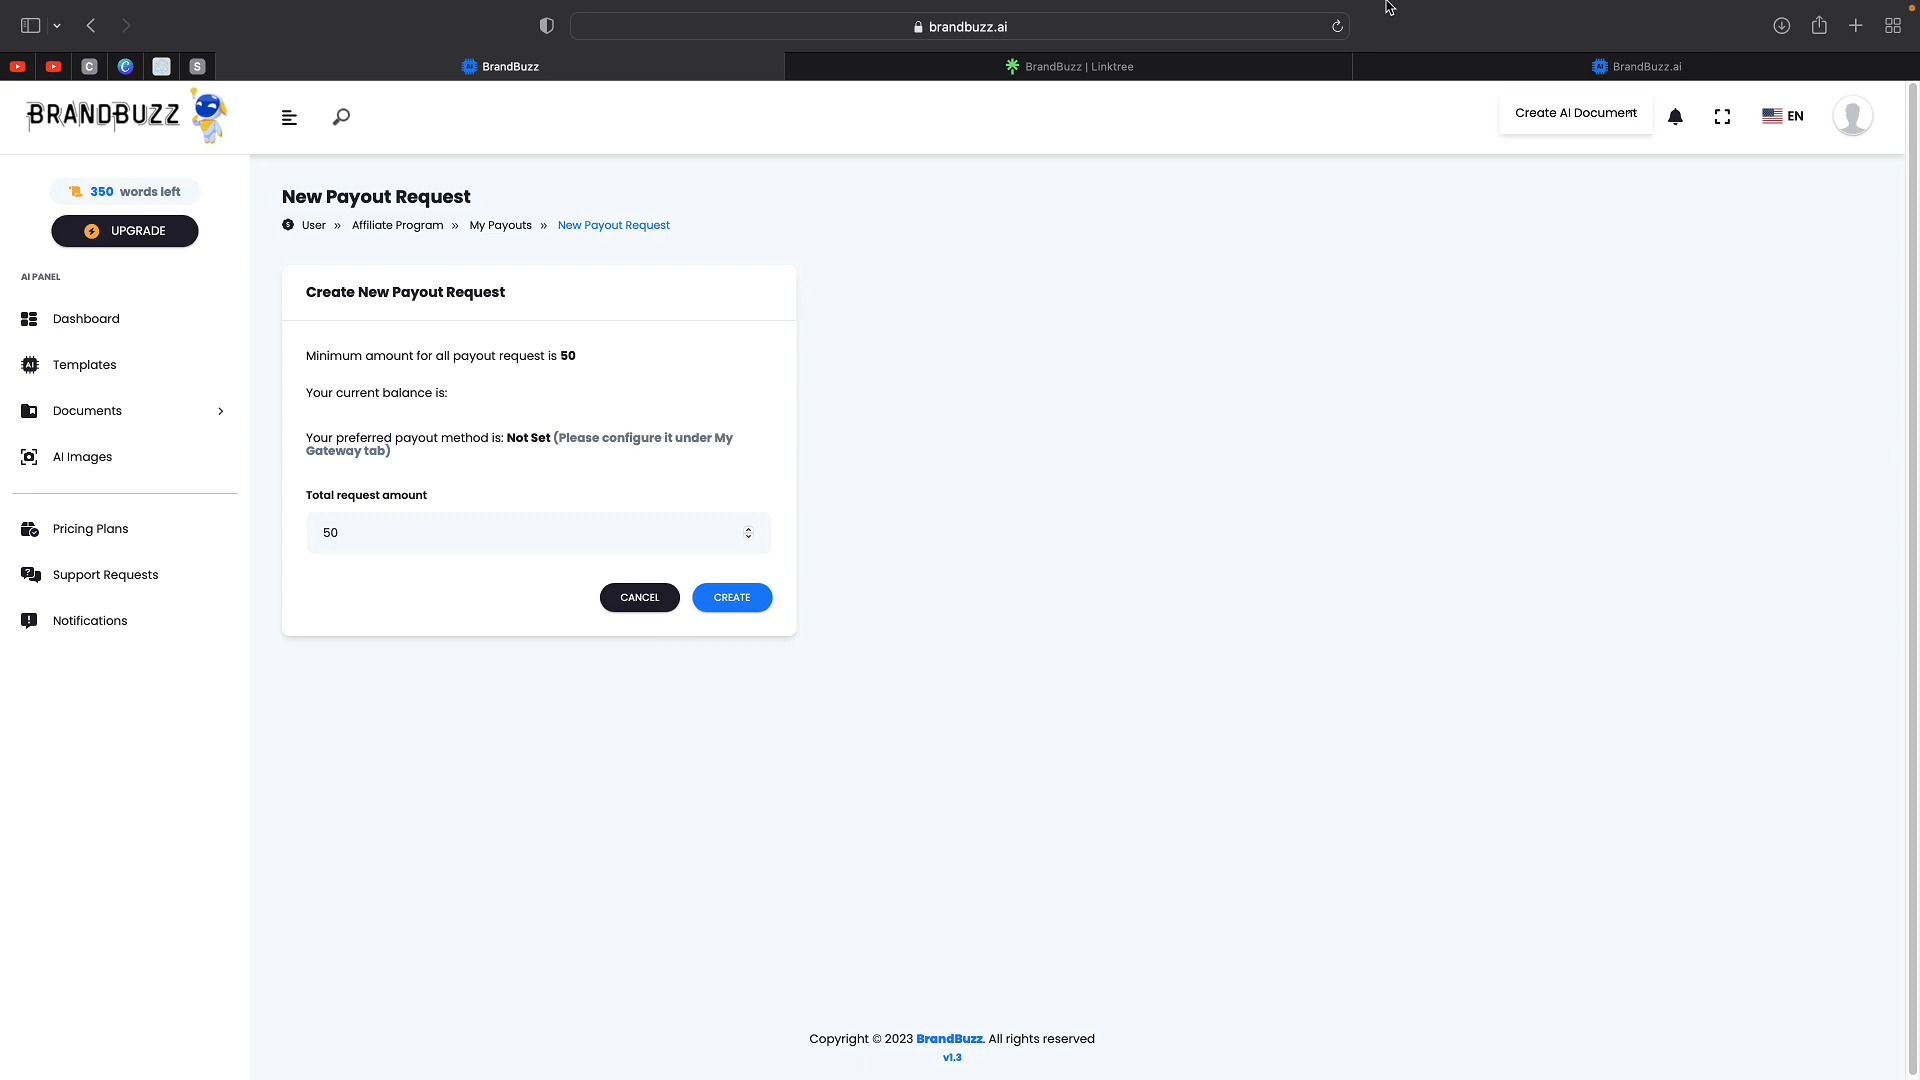 brandbuzz.ai
C
C
S
BrandBuzz
BrandBuzz | Linktree
BrandBuzz.ai
BRANDBUZZ
Create AI Document
EN
350 words left
UPGRADE
AI PANEL
Dashboard
Templates
Documents
AI Images
Pricing Plans
Support Requests
Notifications
New Payout Request
User » Affiliate Program » My Payouts » New Payout Request
Create New Payout Request
Minimum amount for all payout request is 50
Your current balance is:
Your preferred payout method is: Not Set (Please configure it under My
Gateway tab)
Total request amount
50
CANCEL
CREATE
Copyright © 2023 BrandBuzz. All rights reserved
v1.3